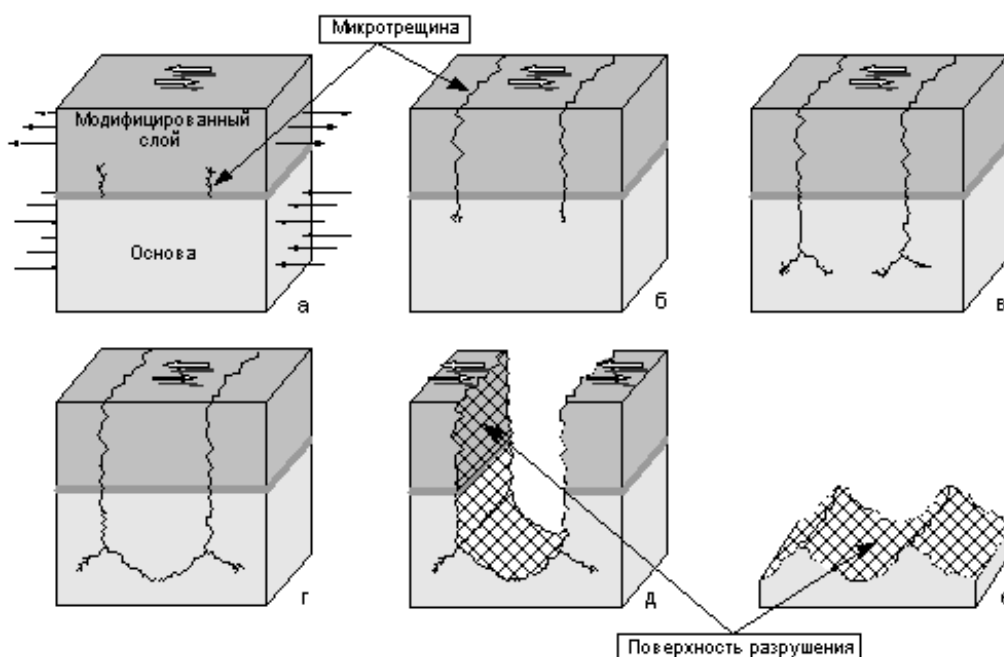 Микротрещина
Модифицированный
слой
Основа
а
б
в
г
д
е
Поверхность разрушения